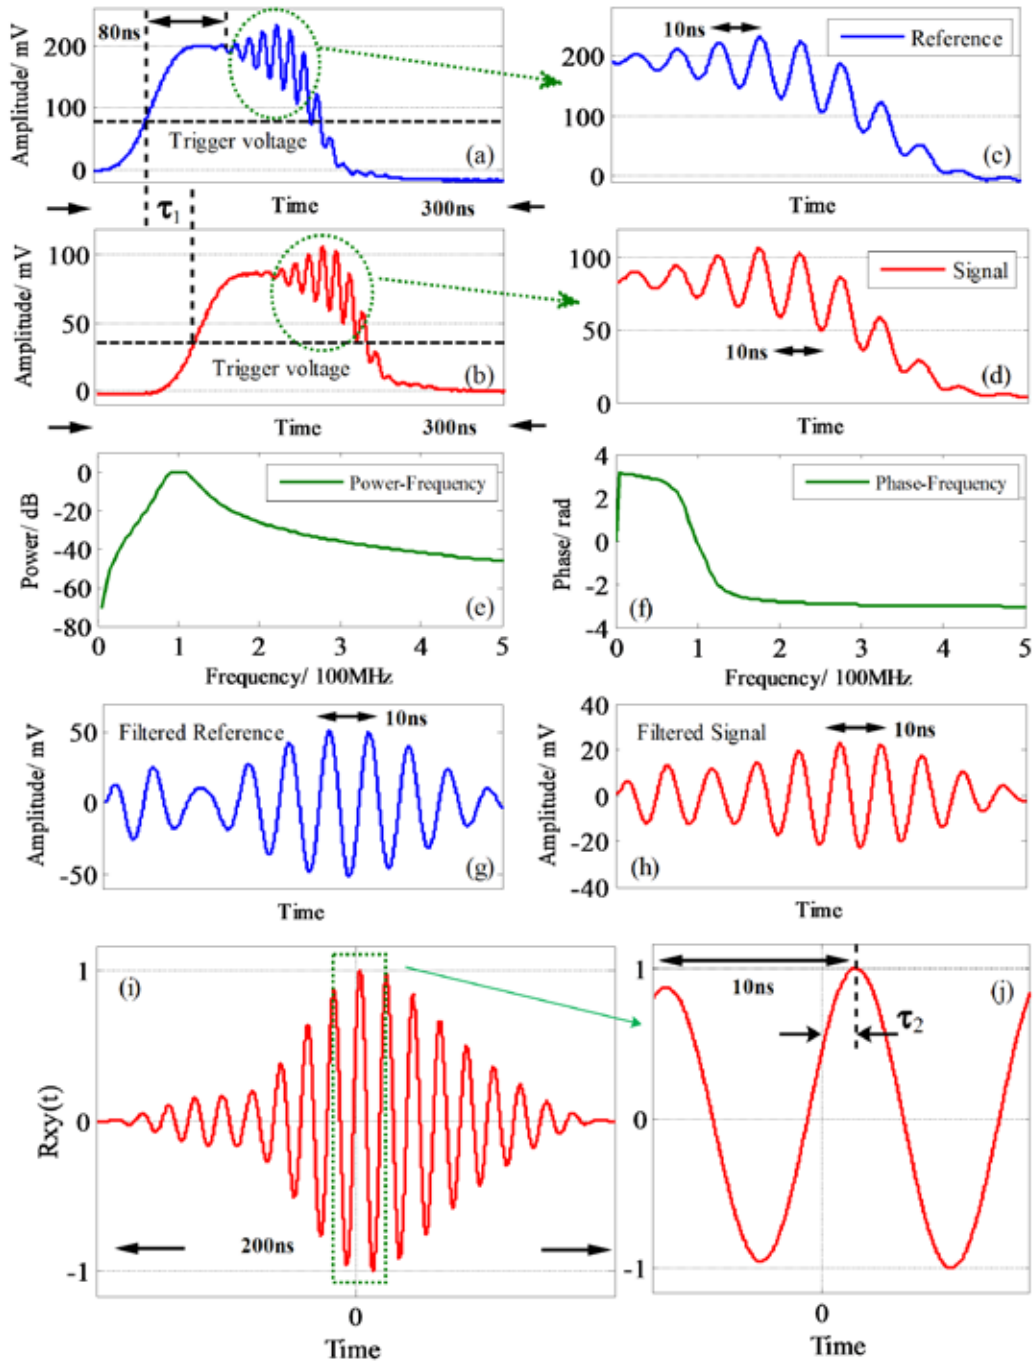 80ns
200
100
0
Amplitude/ mV
Trigger voltage
(a)
Time
300ns
10ns
Reference
200
100
0
Amplitude/ mV
(c)
Time
τ1
100
50
0
Amplitude/ mV
Trigger voltage
(b)
Time
300ns
Signal
100
50
0
Amplitude/ mV
10ns
(d)
Time
0
-20
-40
-60
-80
Power/ dB
Power-Frequency
(e)
0 1 2 3 4 5
Frequency/ 100MHz
4
2
0
-2
-4
Phase/ rad
Phase-Frequency
(f)
0 1 2 3 4 5
Frequency/ 100MHz
50
0
-50
Amplitude/ mV
Filtered Reference
10ns
(g)
Time
40
20
0
-20
-40
Amplitude/ mV
Filtered Signal
10ns
(h)
Time
(i)
1
0
-1
Rxy(t)
200ns
0
Time
1
0
-1
10ns
(j)
τ2
0
Time